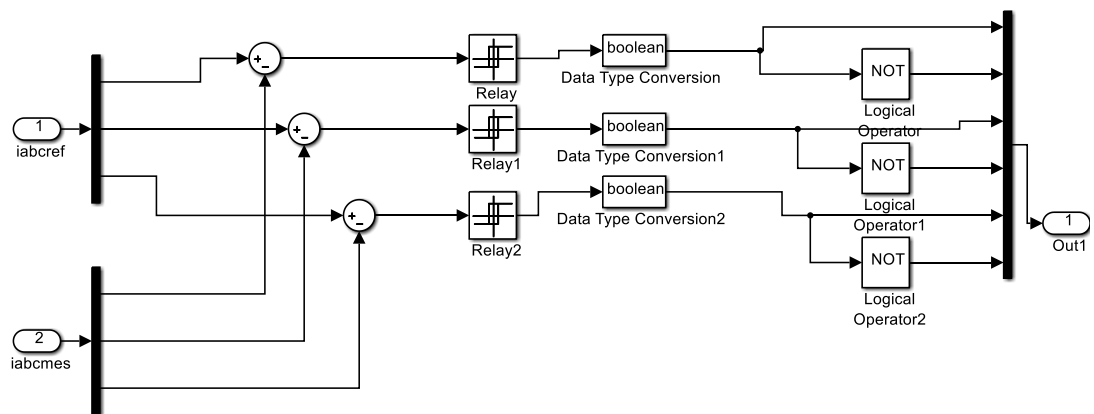 boolean
Data Type Conversion
NOT
Logical
Operator
Relay
1
iabcref
boolean
Data Type Conversion1
Relay1
NOT
Logical
Operator1
boolean
Data Type Conversion2
Relay2
1
Out1
NOT
Logical
Operator2
2
iabcmes